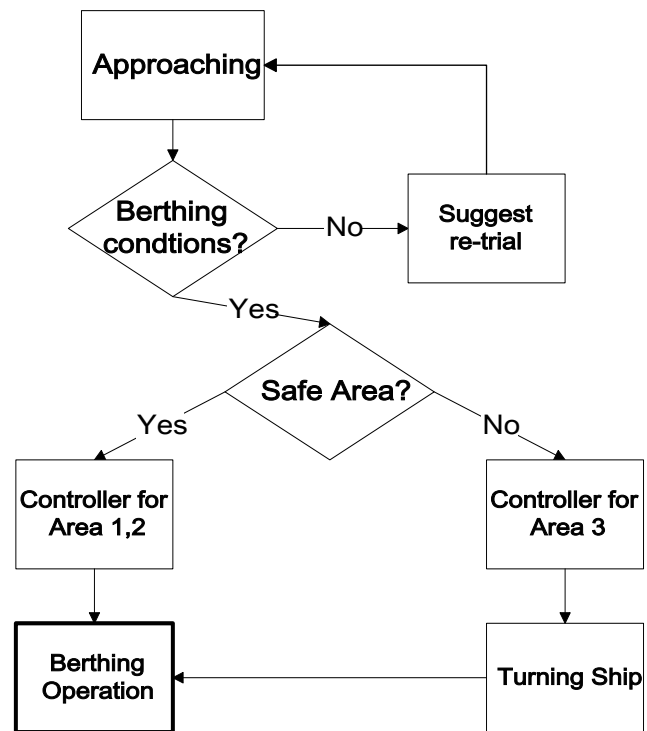 Approaching
Berthing
condtions?
No
Suggest
re-trial
Yes
Safe Area?
Yes
No
Controller for
Area 1,2
Controller for
Area 3
Berthing
Operation
Turning Ship